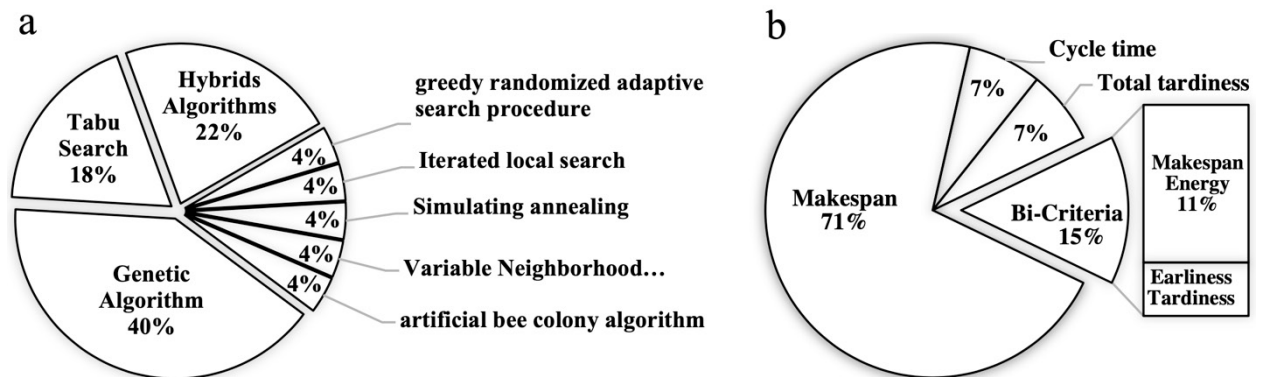 a
Hybrids
Algorithms
22%
Tabu
Search
18%
Genetic
Algorithm
40%
greedy randomized adaptive
search procedure
4%
Iterated local search
4%
Simulating annealing
4%
Variable Neighborhood...
4%
artificial bee colony algorithm
4%
b
Cycle time
7%
Total tardiness
7%
Makespan
71%
Bi-Criteria
15%
Makespan
Energy
11%
Earliness
Tardiness